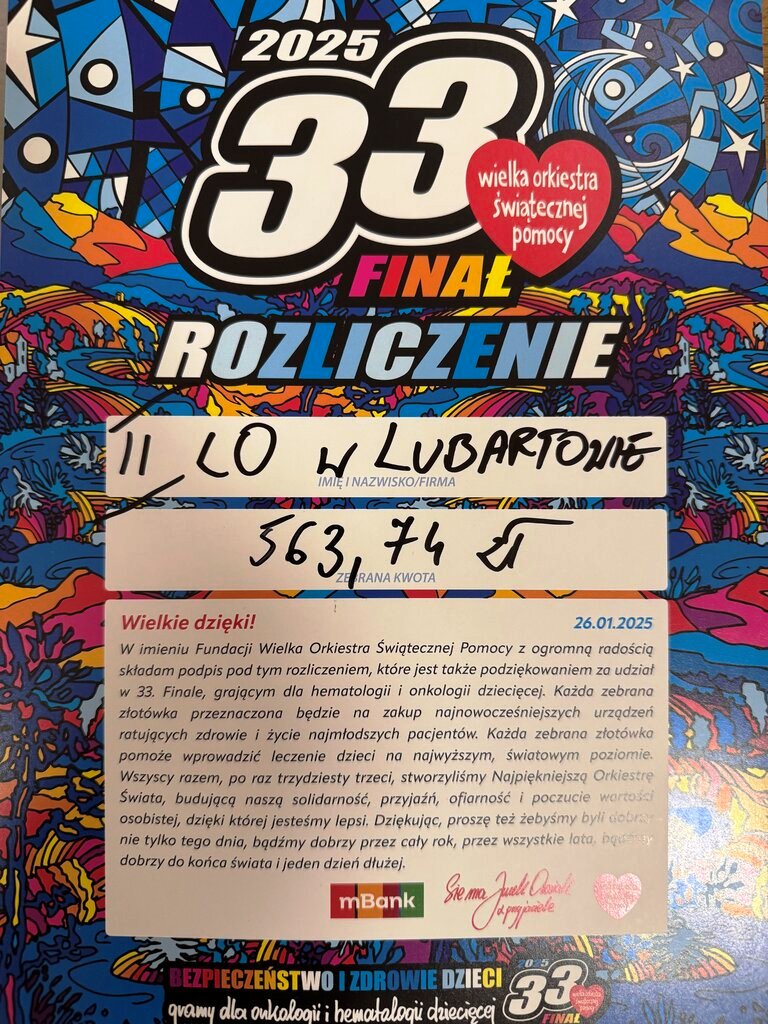 2025
33
wielka orkiestra
świątecznej
pomocy
FINAŁ
ROZLICZENIE
II LO w LUBARTOWIE
IMIĘ I NAZWISKO/FIRMA
563,74 zł
ZEBRANA KWOTA
Wielkie dzięki! 26.01.2025
W imieniu Fundacji Wielka Orkiestra Świątecznej Pomocy z ogromną radością
składam podpis pod tym rozliczeniem, które jest także podziękowaniem za udział
w 33. Finale, grającym dla hematologii i onkologii dziecięcej. Każda zebrana
złotówka przeznaczona będzie na zakup najnowocześniejszych urządzeń
ratujących zdrowie i życie najmłodszych pacjentów. Każda zebrana złotówka
pomoże wprowadzić leczenie dzieci na najwyższym, światowym poziomie.
Wszyscy razem, po raz trzydziesty trzeci, stworzyliśmy Najpiękniejszą Orkiestrę
Świata, budującą naszą solidarność, przyjaźń, ofiarność i poczucie wartości
osobistej, dzięki której jesteśmy lepsi. Dziękując, proszę też żebyśmy byli dobrzy
nie tylko tego dnia, bądźmy dobrzy przez cały rok, przez wszystkie lata, bądźmy
dobrzy do końca świata i jeden dzień dłużej.
mBank
Sie ma Jurek Owsiak
z przyjaciele
BEZPIECZEŃSTWO I ZDROWIE DZIECI
gramy dla onkologii i hematologii dziecięcej
2025
33
FINAŁ